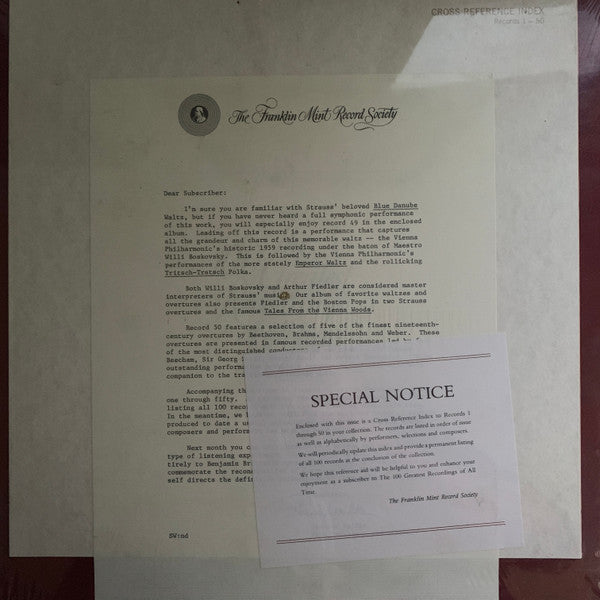 CROSS REFERENCE INDEX
Records 1 - 50
The Franklin Mint Record Society
Dear Subscriber:
I'm sure you are familiar with Strauss' beloved Blue Danube
Waltz, but if you have never heard a full symphonic performance
of this work, you will especially enjoy record 49 in the enclosed
album. Leading off this record is a performance that captures
all the grandeur and charm of this memorable waltz -- the Vienna
Philharmonic's historic 1959 recording under the baton of Maestro
Willi Boskovsky. This is followed by the Vienna Philharmonic's
performances of the more stately Emperor Waltz and the rollicking
Tritsch-Tratsch Polka.
Both Willi Boskovsky and Arthur Fiedler are considered master
interpreters of Strauss' music. Our album of favorite waltzes and
overtures also presents Fiedler and the Boston Pops in two Strauss
overtures and the famous Tales From the Vienna Woods.
Record 50 features a selection of five of the finest nineteenth-
century overtures by Beethoven, Brahms, Mendelssohn and Weber. These
overtures are presented in famous recorded performances led by
of the most distinguished
Beecham, Sir Georg
outstanding performa
companion to the tra
Accompanying th
one through fifty.
listing all 100 recor
In the meantime, we
produced to date a u
composers and perform
Next month you c
type of listening exp
tirely to Benjamin Br
commemorate the recon
self directs the defin
SW:nd
SPECIAL NOTICE
Enclosed with this issue is a Cross Reference Index to Records 1
through 50 in your collection. The records are listed in order of issue
as well as alphabetically by performers, selections and composers.
We will periodically update this index and provide a permanent listing
of all 100 records at the conclusion of the collection.
We hope this reference aid will be helpful to you and enhance your
enjoyment as a subscriber to The 100 Greatest Recordings of All
Time.
The Franklin Mint Record Society